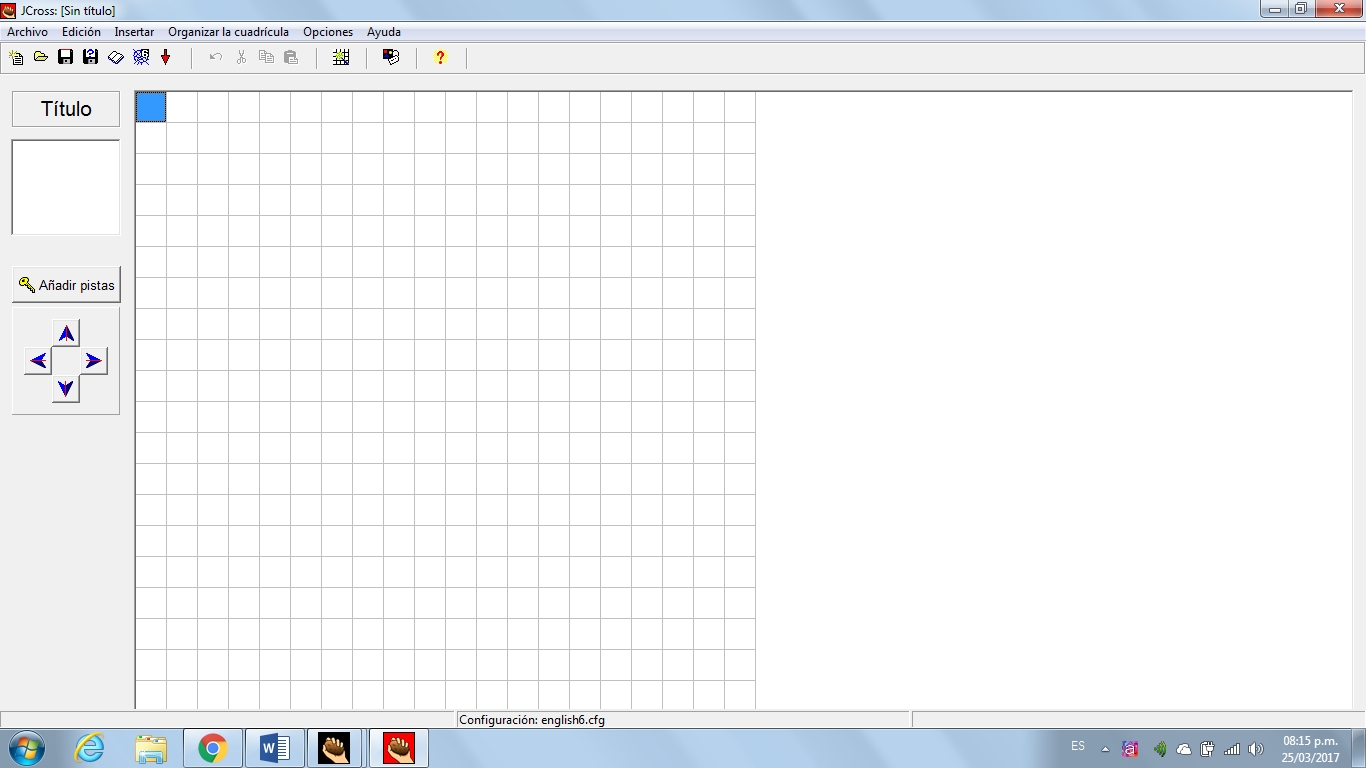 JCross: [Sin título]
Archivo Edición Insertar Organizar la cuadrícula Opciones Ayuda
Título
Añadir pistas
Configuración: english6.cfg
ES
08:15 p.m.
25/03/2017